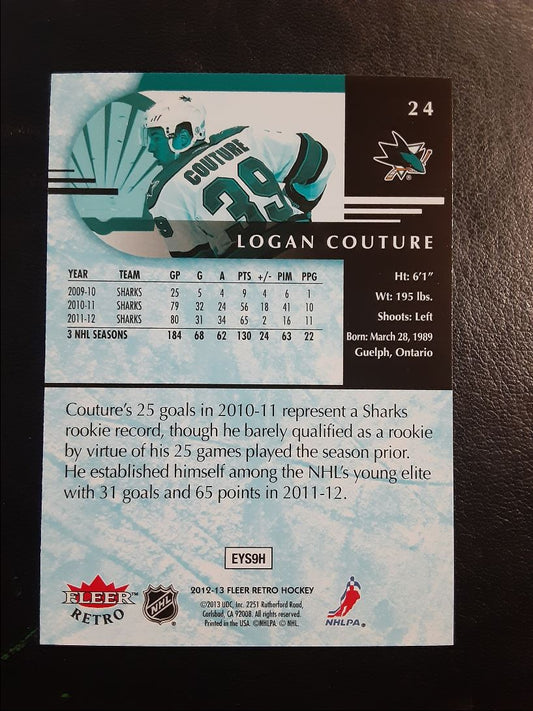 24
COUTURE
39
39
LOGAN COUTURE
YEAR TEAM GP G A PTS +/- PIM PPG
2009-10 SHARKS 25 5 4 9 4 6 1
2010-11 SHARKS 79 32 24 56 18 41 10
2011-12 SHARKS 80 31 34 65 2 16 11
3 NHL SEASONS 184 68 62 130 24 63 22
Ht: 6'1"
Wt: 195 lbs.
Shoots: Left
Born: March 28, 1989
Guelph, Ontario
Couture's 25 goals in 2010-11 represent a Sharks
rookie record, though he barely qualified as a rookie
by virtue of his 25 games played the season prior.
He established himself among the NHL's young elite
with 31 goals and 65 points in 2011-12.
EYS9H
FLEER
RETRO
NHL
2012-13 FLEER RETRO HOCKEY
©2013 UDC, Inc. 2251 Rutherford Road,
Carlsbad, CA 92008. All rights reserved.
Printed in the USA. ©NHLPA. © NHL.
NHLPA